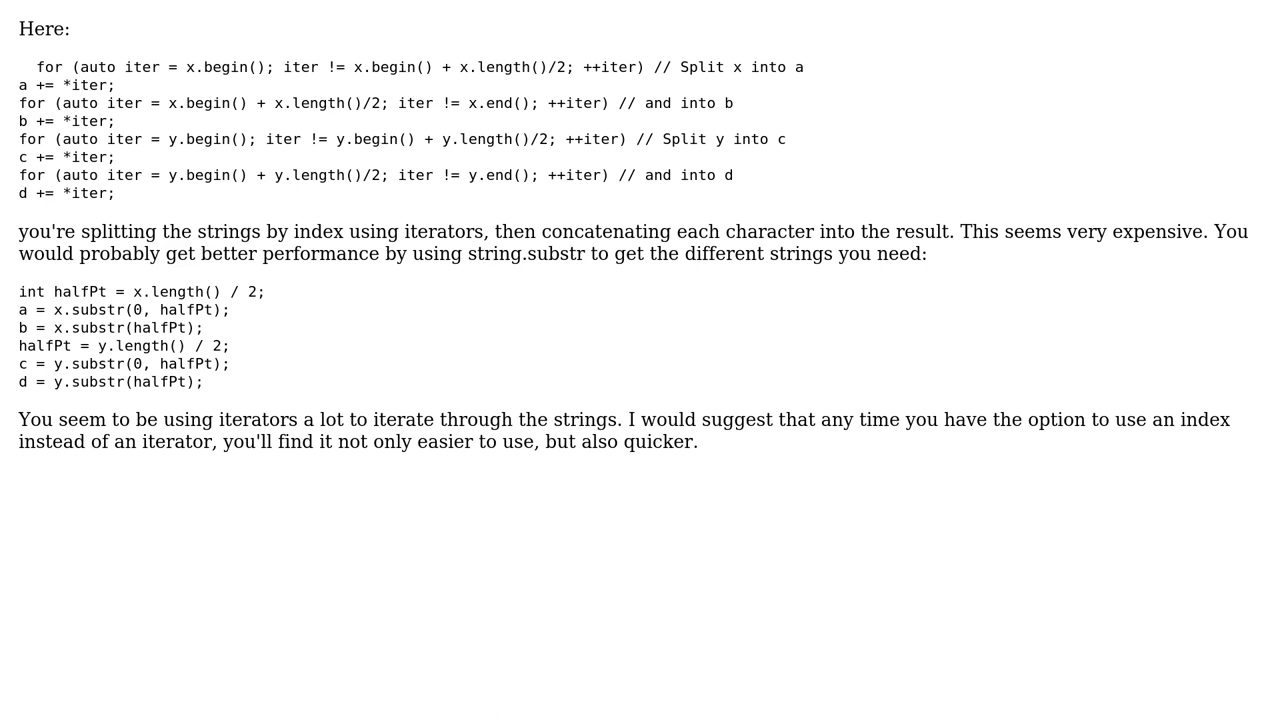 Here:
  for (auto iter = x.begin(); iter != x.begin() + x.length()/2; ++iter) // Split x into a
a += *iter;
for (auto iter = x.begin() + x.length()/2; iter != x.end(); ++iter) // and into b
b += *iter;
for (auto iter = y.begin(); iter != y.begin() + y.length()/2; ++iter) // Split y into c
c += *iter;
for (auto iter = y.begin() + y.length()/2; iter != y.end(); ++iter) // and into d
d += *iter;
you're splitting the strings by index using iterators, then concatenating each character into the result. This seems very expensive. You
would probably get better performance by using string.substr to get the different strings you need:
int halfPt = x.length() / 2;
a = x.substr(0, halfPt);
b = x.substr(halfPt);
halfPt = y.length() / 2;
c = y.substr(0, halfPt);
d = y.substr(halfPt);
You seem to be using iterators a lot to iterate through the strings. I would suggest that any time you have the option to use an index
instead of an iterator, you'll find it not only easier to use, but also quicker.